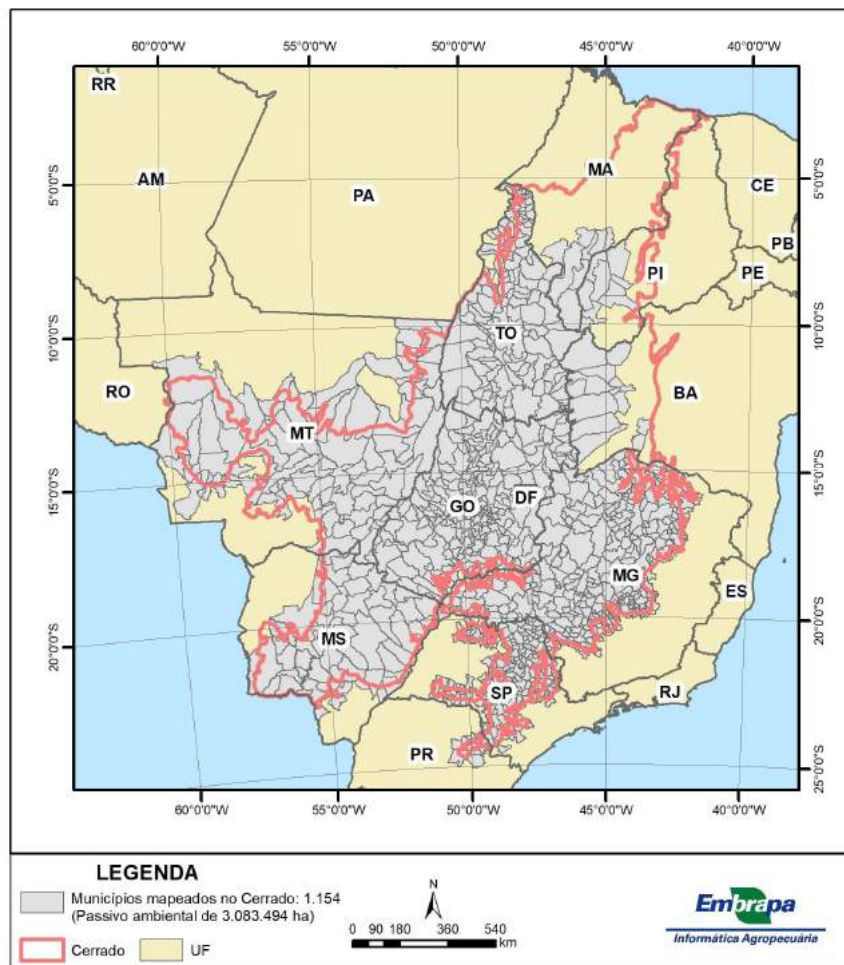 60°0'0"W 55°0'0"W 50°0'0"W 45°0'0"W 40°0'0"W
RR
AM
PA
MA
CE
PB
PE
PI
TO
RO
MT
BA
GO
DF
MG
ES
MS
SP
RJ
PR
5°0'0"S 5°0'0"S
10°0'0"S 10°0'0"S
15°0'0"S 15°0'0"S
20°0'0"S 20°0'0"S
25°0'0"S
60°0'0"W 55°0'0"W 50°0'0"W 45°0'0"W 40°0'0"W
LEGENDA
Municípios mapeados no Cerrado: 1.154
(Passivo ambiental de 3.083.494 ha)
Cerrado UF
N
0 90 180 360 540
km
Embrapa
Informática Agropecuária